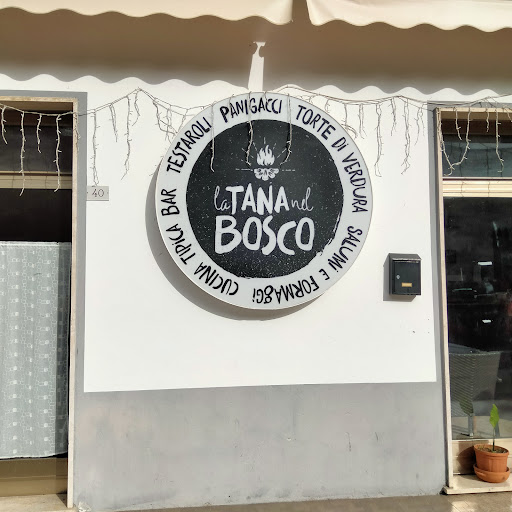 la TANA nel
BOSCO
CUCINA TIPICA BAR TESTAROLI PANIGACCI TORTE DI VERDURA SALUMI E FORMAGGI
40